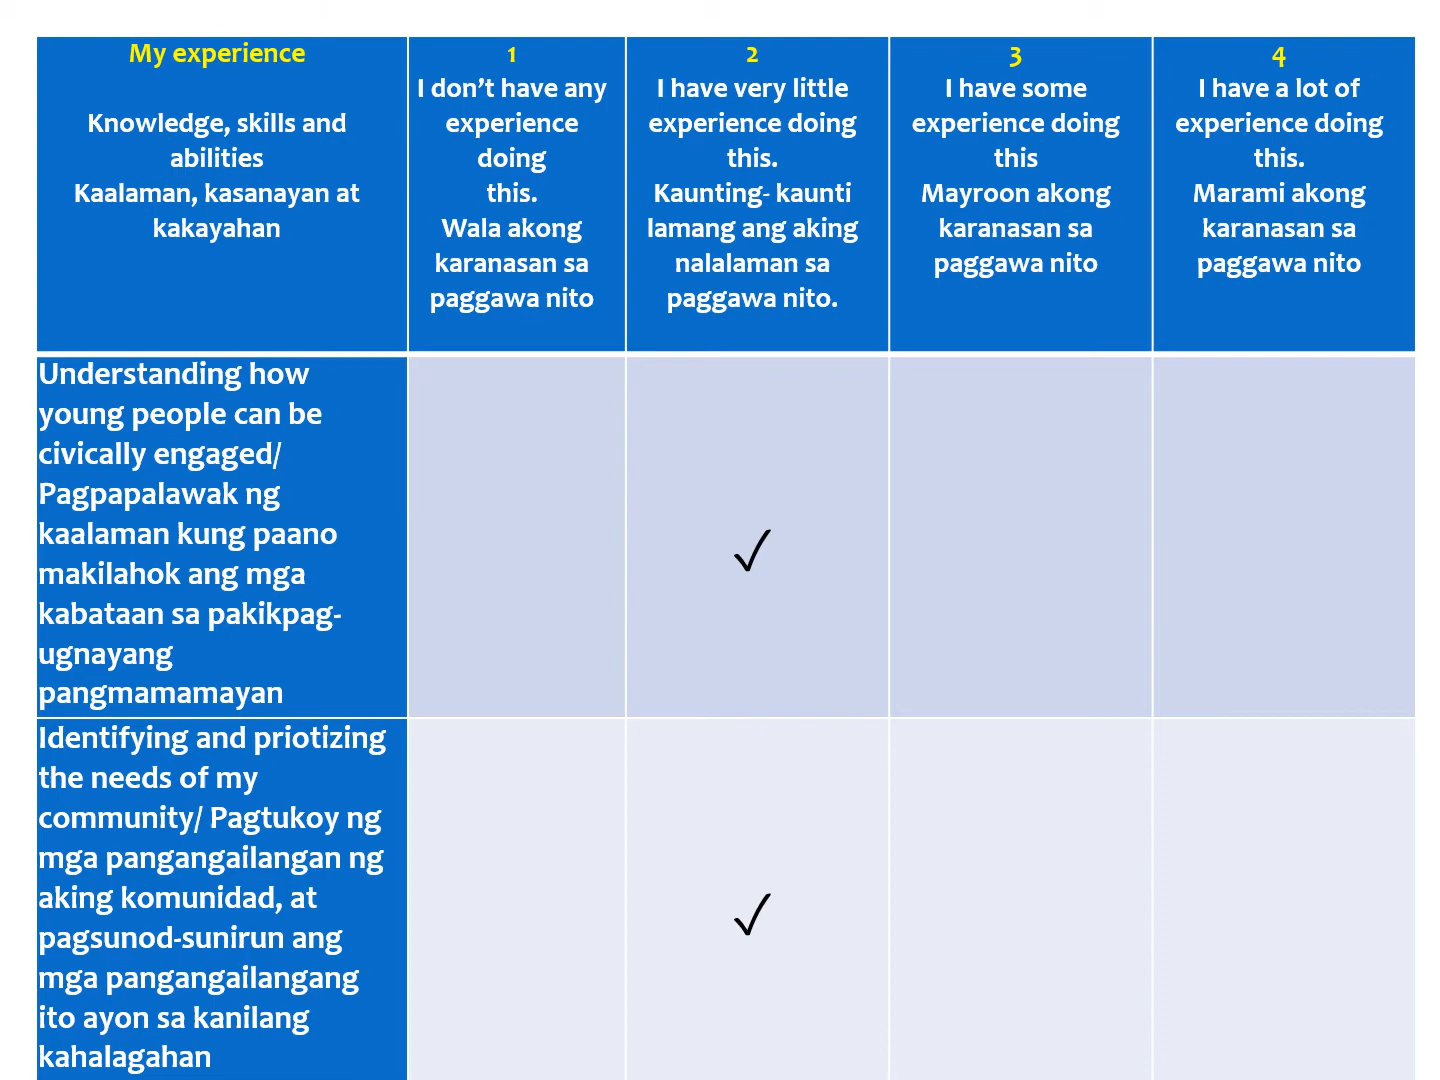 My experience
Knowledge, skills and
abilities
Kaalaman, kasanayan at
kakayahan
1
I don’t have any
experience
doing
this.
Wala akong
karanasan sa
paggawa nito
2
I have very little
experience doing
this.
Kaunting- kaunti
lamang ang aking
nalalaman sa
paggawa nito.
3
I have some
experience doing
this
Mayroon akong
karanasan sa
paggawa nito
4
I have a lot of
experience doing
this.
Marami akong
karanasan sa
paggawa nito
Understanding how
young people can be
civically engaged/
Pagpapalawak ng
kaalaman kung paano
makilahok ang mga
kabataan sa pakikpag-
ugnayang
pangmamamayan
✓
Identifying and priotizing
the needs of my
community/ Pagtukoy ng
mga pangangailangan ng
aking komunidad, at
pagsunod-sunirun ang
mga pangangailangang
ito ayon sa kanilang
kahalagahan
✓